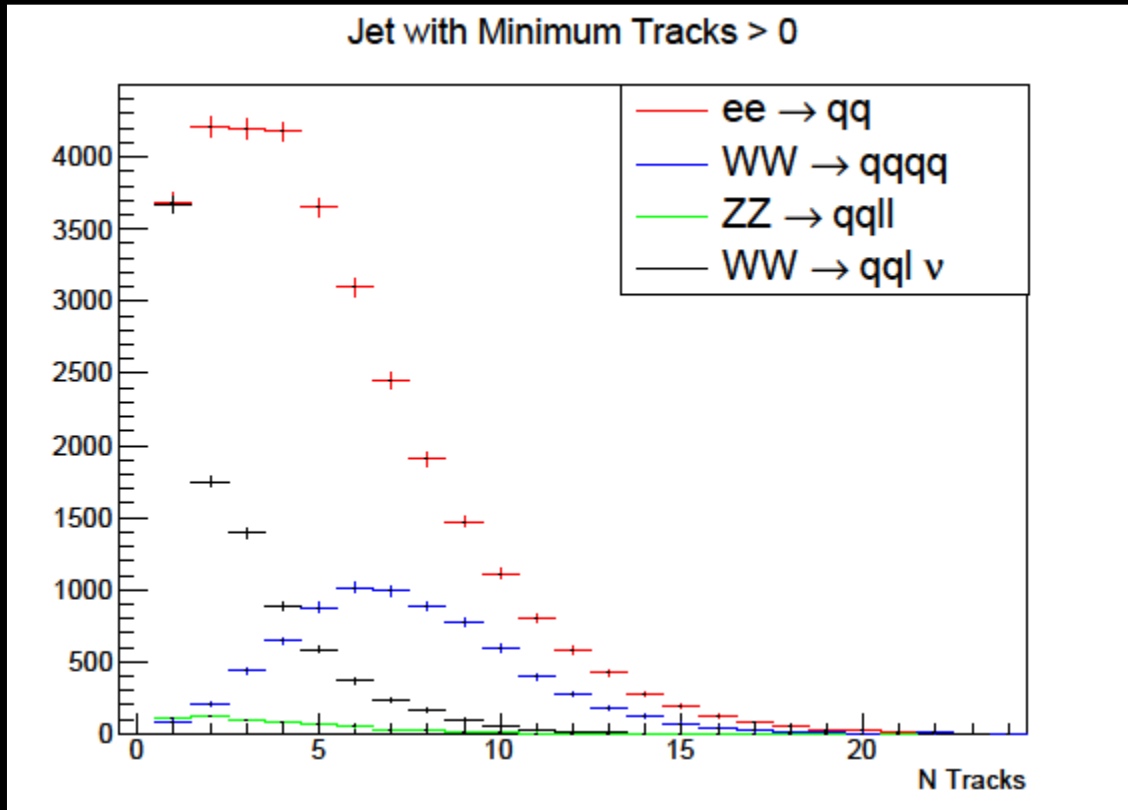 Jet with Minimum Tracks > 0
ee → qq
WW → qqqq
ZZ → qqll
WW → qql ν
4000
3500
3000
2500
2000
1500
1000
500
0
0 5 10 15 20
N Tracks